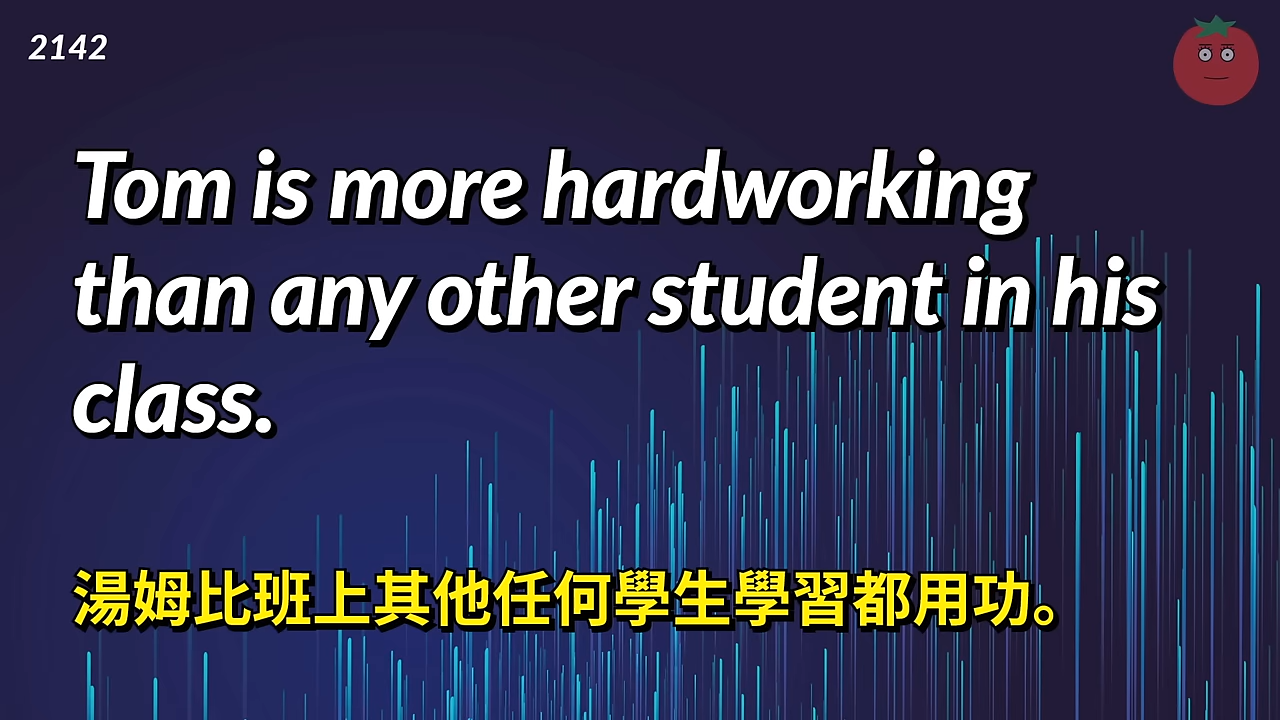 2142
Tom is more hardworking
than any other student in his
class.
湯姆比班上其他任何學生學習都用功。